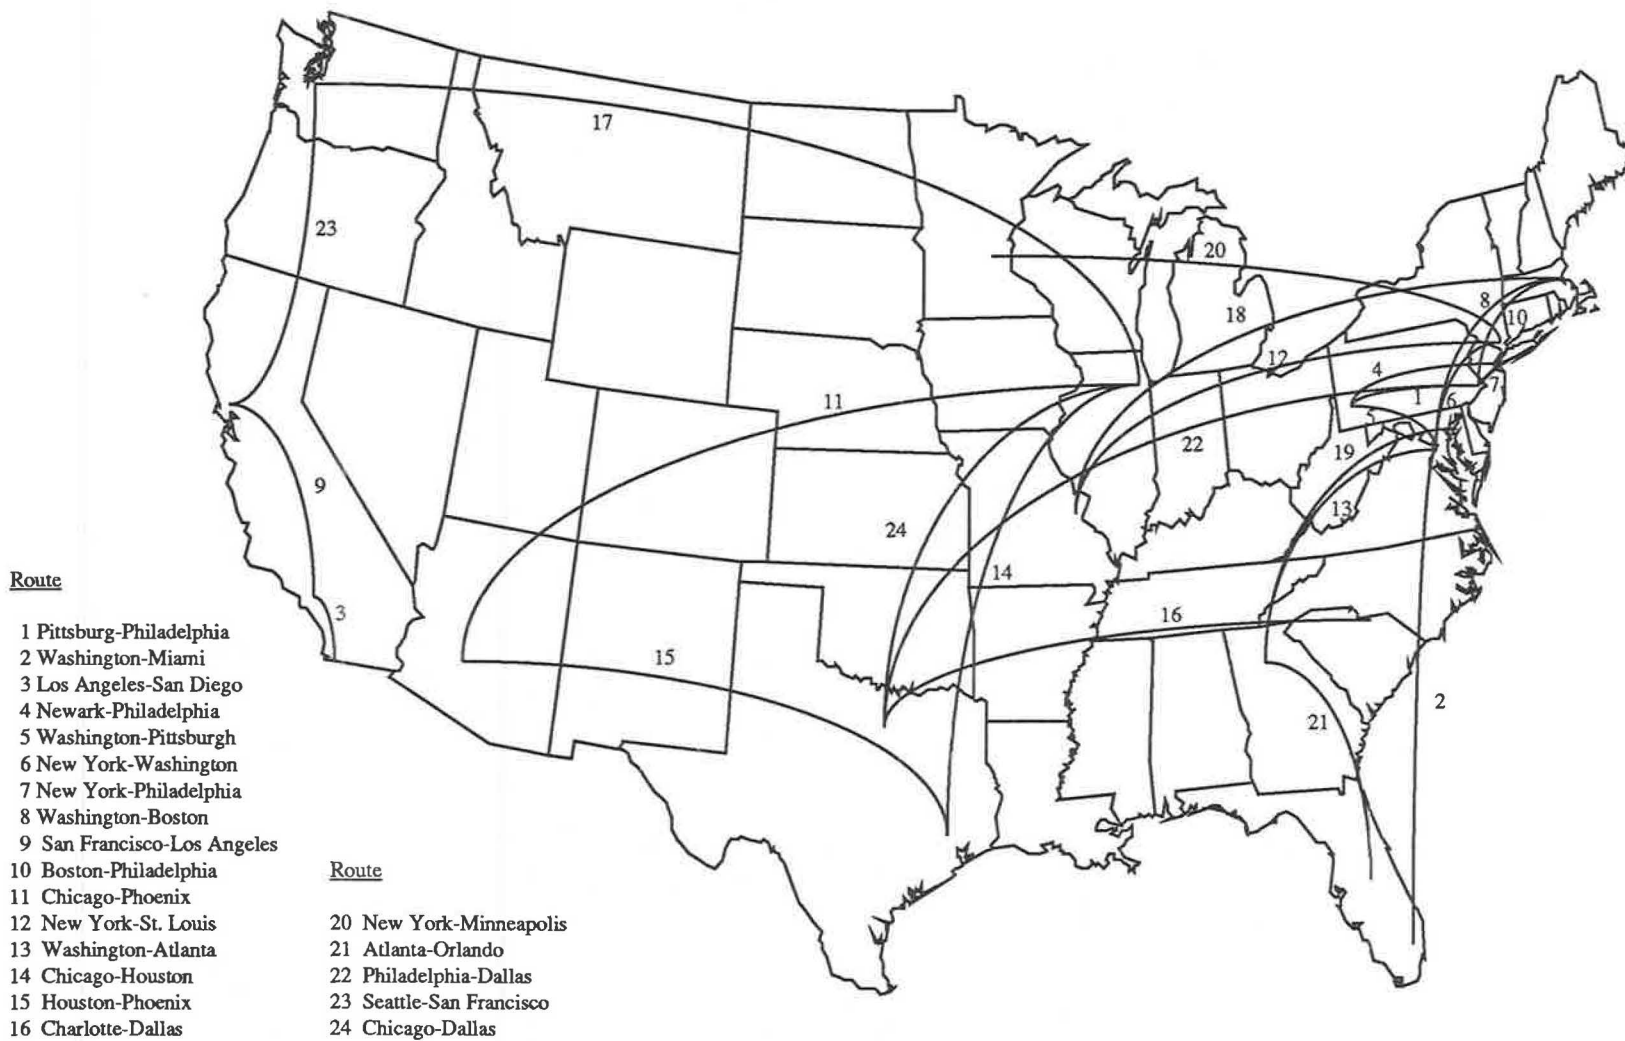 17
20
23
8
18
10
12
4
7
11
1
6
5
22
19
9
13
24
14
Route
3
16
1 Pittsburg-Philadelphia
15
2 Washington-Miami
3 Los Angeles-San Diego
2
4 Newark-Philadelphia
21
5 Washington-Pittsburgh
6 New York-Washington
7 New York-Philadelphia
8 Washington-Boston
9 San Francisco-Los Angeles
10 Boston-Philadelphia
11 Chicago-Phoenix
12 New York-St. Louis
13 Washington-Atlanta
14 Chicago-Houston
15 Houston-Phoenix
16 Charlotte-Dallas
Route
20 New York-Minneapolis
21 Atlanta-Orlando
22 Philadelphia-Dallas
23 Seattle-San Francisco
24 Chicago-Dallas